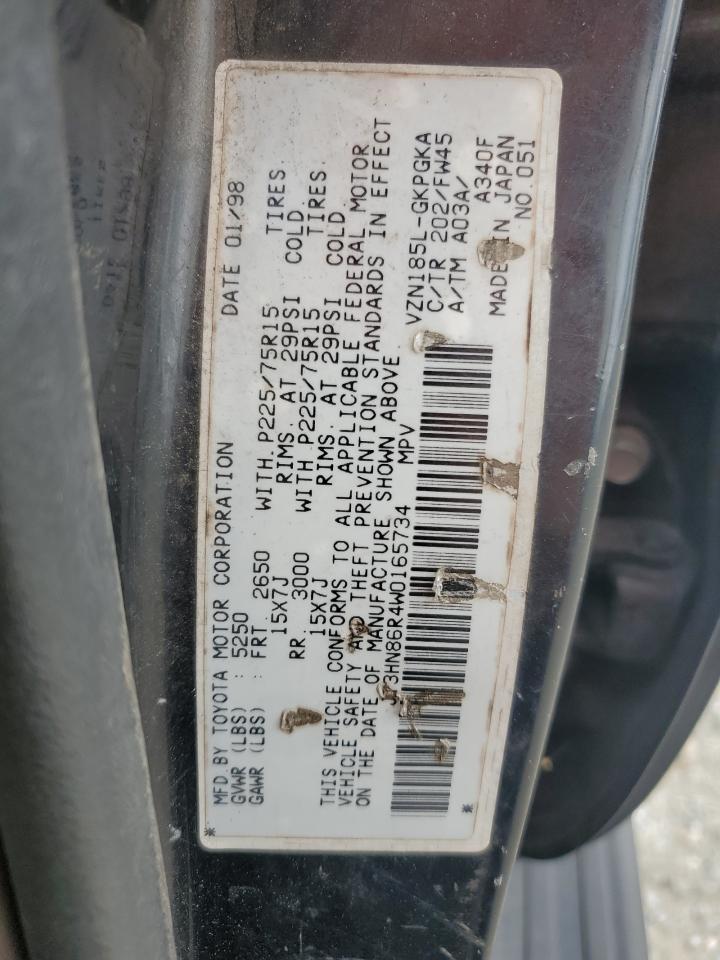 MFD BY TOYOTA MOTOR CORPORATION DATE 01/98
GVWR (LBS) : 5250
GAWR (LBS) : FRT 2650 WITH P225/75R15 TIRES
15X7J RIMS. AT 29PSI COLD
RR. 3000 WITH P225/75R15 TIRES.
15X7J RIMS. AT 29PSI COLD.
THIS VEHICLE CONFORMS TO ALL APPLICABLE FEDERAL MOTOR
VEHICLE SAFETY AND THEFT PREVENTION STANDARDS IN EFFECT
ON THE DATE OF MANUFACTURE SHOWN ABOVE
JT3HN86R4W0165734 MPV
* *
VZN185L-GKPGKA
C/TR 202/FW45
A/TM A03A/ A340F
MADE IN JAPAN
NO.051